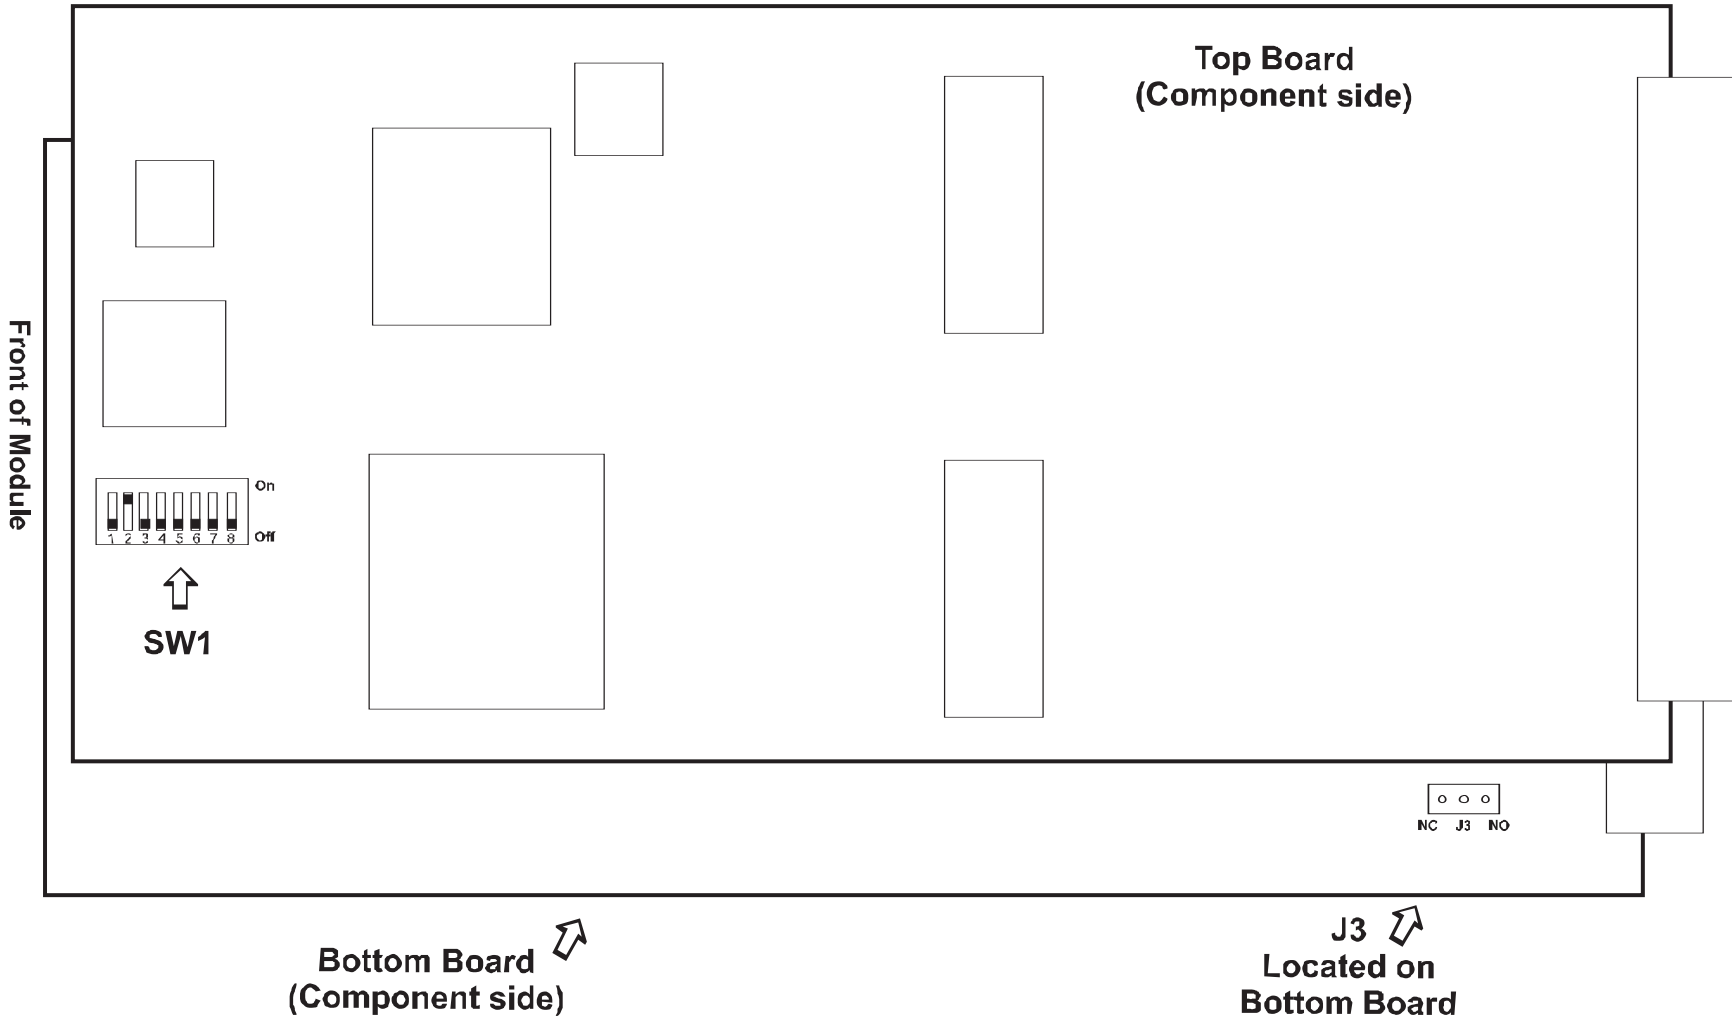 Top Board
(Component side)
Front of Module
On
Off
1 2 3 4 5 6 7 8
SW1
NC J3 NO
Bottom Board
(Component side)
J3
Located on
Bottom Board